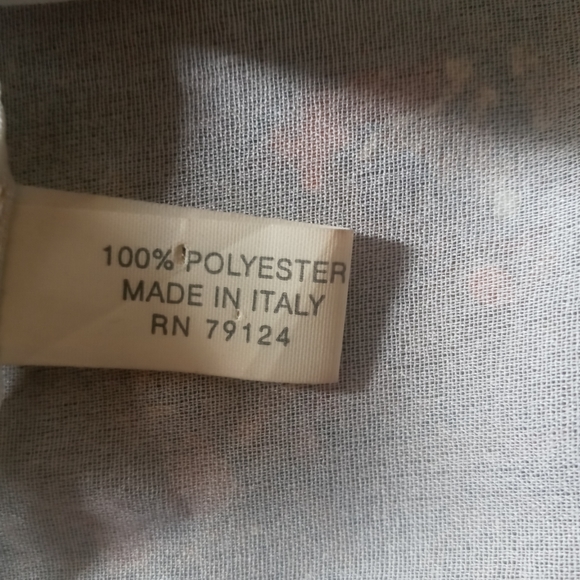 100% POLYESTER
MADE IN ITALY
RN 79124